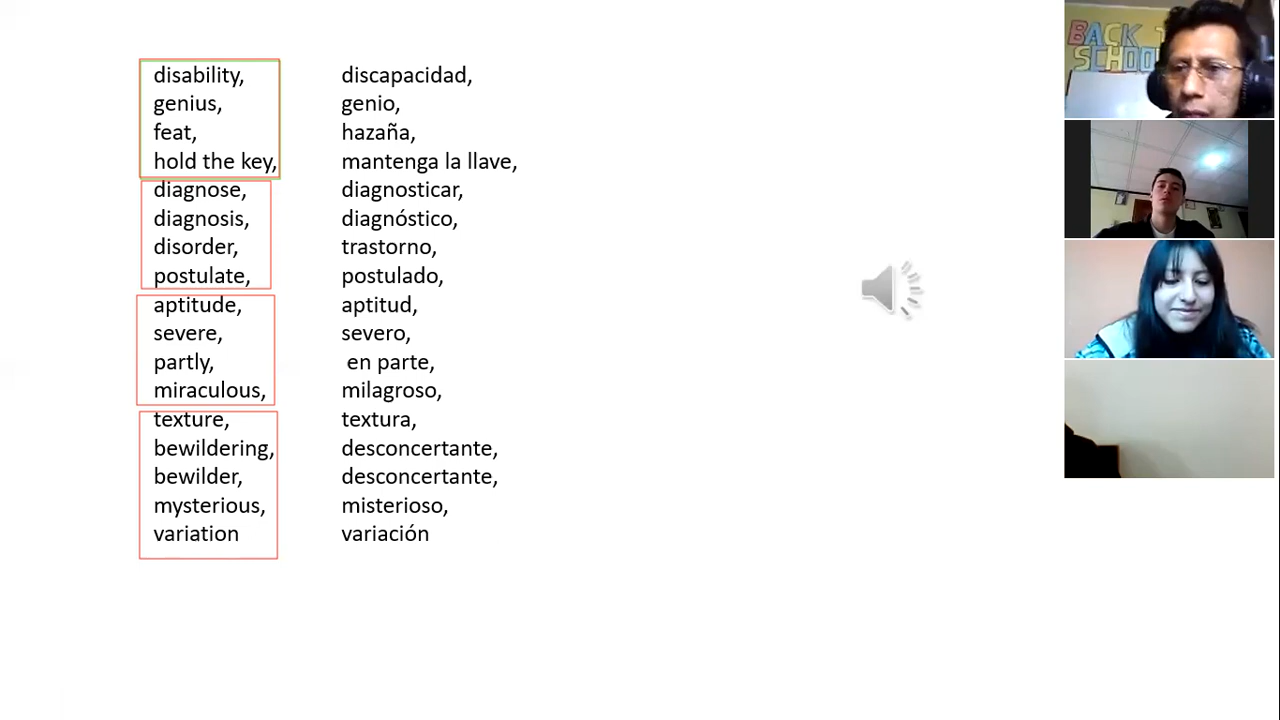 disability, discapacidad,
genius, genio,
feat, hazaña,
hold the key, mantenga la llave,
diagnose, diagnosticar,
diagnosis, diagnóstico,
disorder, trastorno,
postulate, postulado,
aptitude, aptitud,
severe, severo,
partly, en parte,
miraculous, milagroso,
texture, textura,
bewildering, desconcertante,
bewilder, desconcertante,
mysterious, misterioso,
variation variación
BACK T
SCHOO